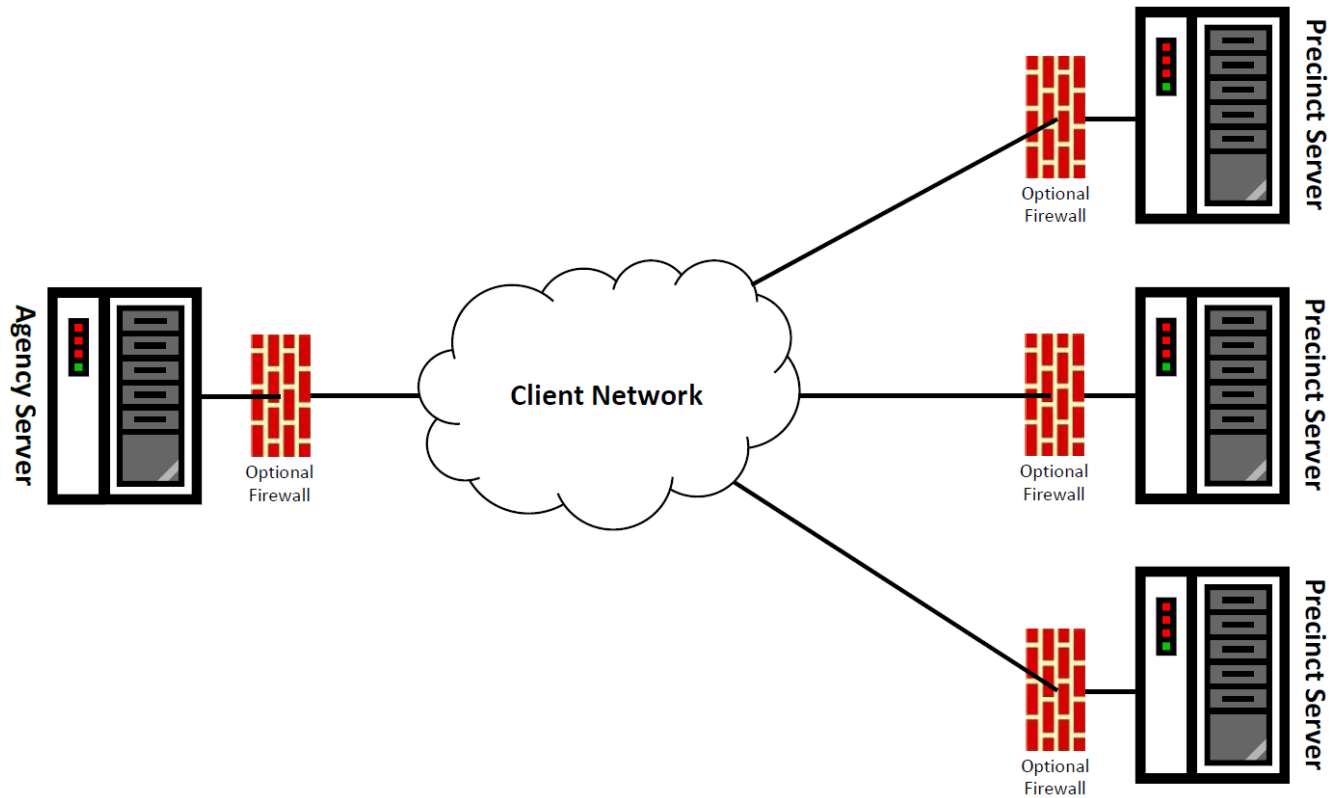 Agency Server
Optional
Firewall
Client Network
Optional
Firewall
Precinct Server
Optional
Firewall
Precinct Server
Optional
Firewall
Precinct Server